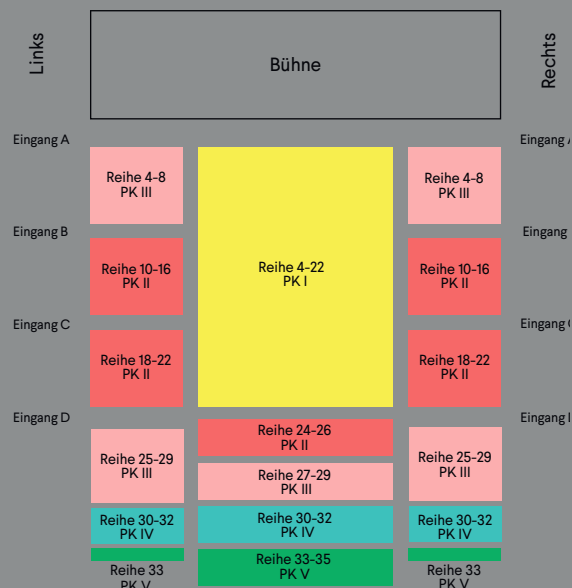 Links
Bühne
Rechts
Eingang A
Eingang
Reihe 4-8
PK III
Reihe 4-22
PK I
Reihe 4-8
PK III
Eingang B
Eingang
Reihe 10-16
PK II
Reihe 10-16
PK II
Eingang C
Eingang
Reihe 18-22
PK II
Reihe 18-22
PK II
Eingang D
Eingang
Reihe 24-26
PK II
Reihe 25-29
PK III
Reihe 27-29
PK III
Reihe 25-29
PK III
Reihe 30-32
PK IV
Reihe 30-32
PK IV
Reihe 30-32
PK IV
Reihe 33
PK V
Reihe 33-35
PK V
Reihe 33
PK V